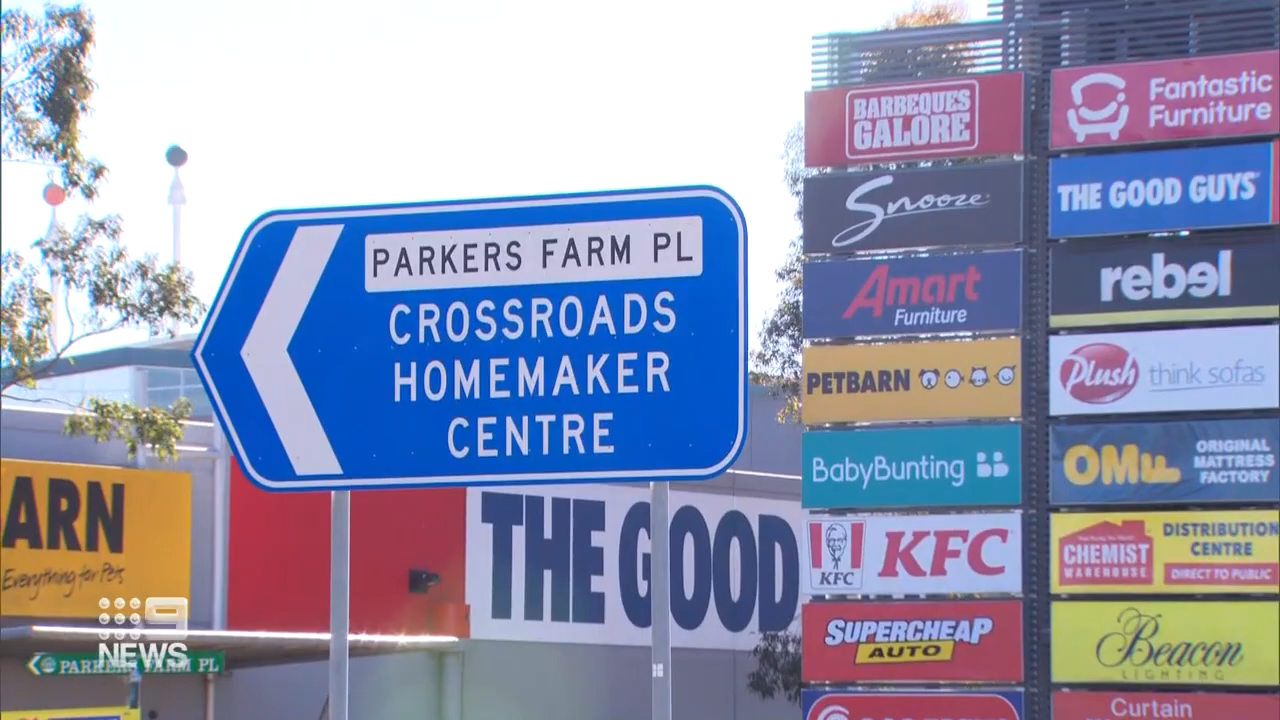 PARKERS FARM PL
CROSSROADS
HOMEMAKER
CENTRE
ARN
Everything for Pets
THE GOOD
PARKERS FARM PL
9
NEWS
BARBEQUES
GALORE
Snooze
Amart
Furniture
PETBARN
BabyBunting
KFC
KFC
SUPERCHEAP
AUTO
Fantastic
Furniture
THE GOOD GUYS
rebel
Plush
think sofas
OMF
ORIGINAL
MATTRESS
FACTORY
CHEMIST
WAREHOUSE
DISTRIBUTION
CENTRE
DIRECT TO PUBLIC
Beacon
LIGHTING
Curtain